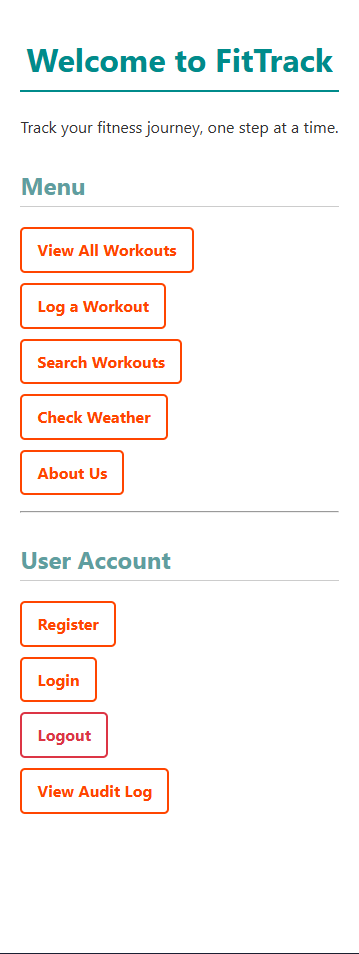 Welcome to FitTrack
Track your fitness journey, one step at a time.
Menu
View All Workouts
Log a Workout
Search Workouts
Check Weather
About Us
User Account
Register
Login
Logout
View Audit Log